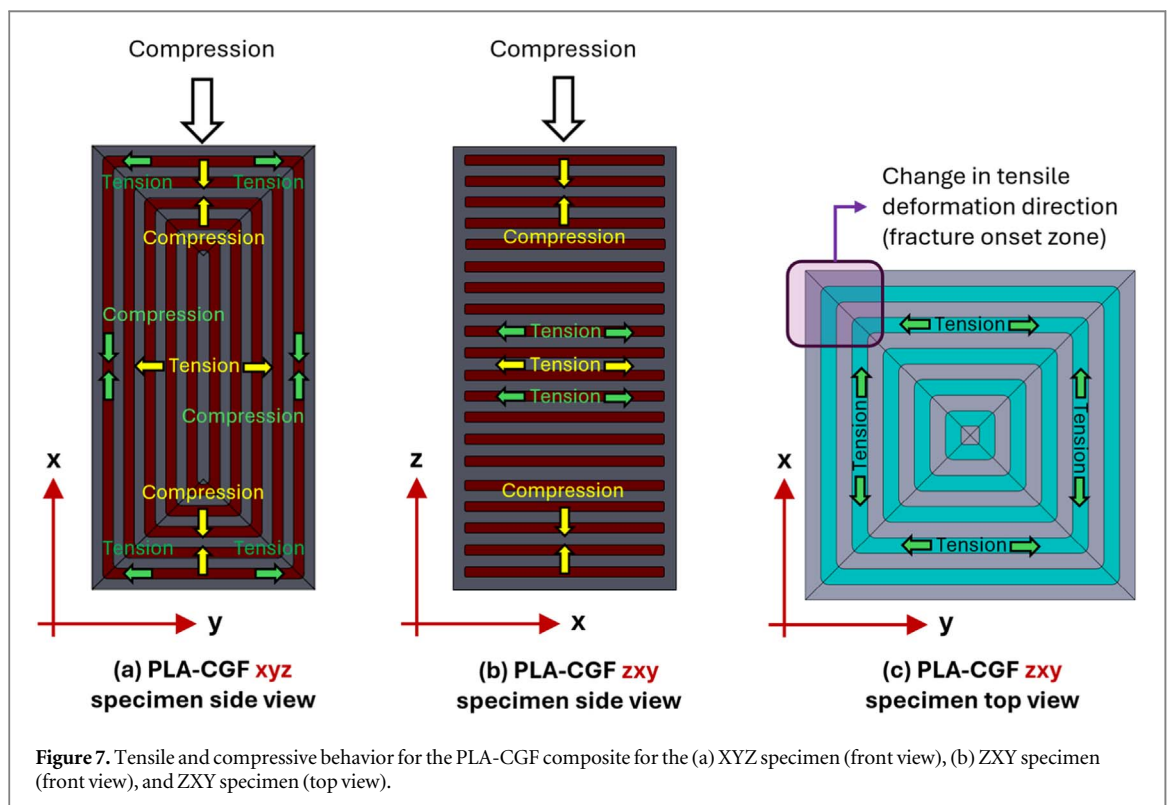 Compression
Tension
Tension
Compression
Compression
Tension
Compression
Compression
Tension
Tension
x
y
(a) PLA-CGF xyz
specimen side view
Compression
Compression
Tension
Tension
Tension
Compression
z
x
(b) PLA-CGF zxy
specimen side view
Change in tensile
deformation direction
(fracture onset zone)
Tension
Tension
Tension
Tension
x
y
(c) PLA-CGF zxy
specimen top view
Figure 7. Tensile and compressive behavior for the PLA-CGF composite for the (a) XYZ specimen (front view), (b) ZXY specimen
(front view), and ZXY specimen (top view).